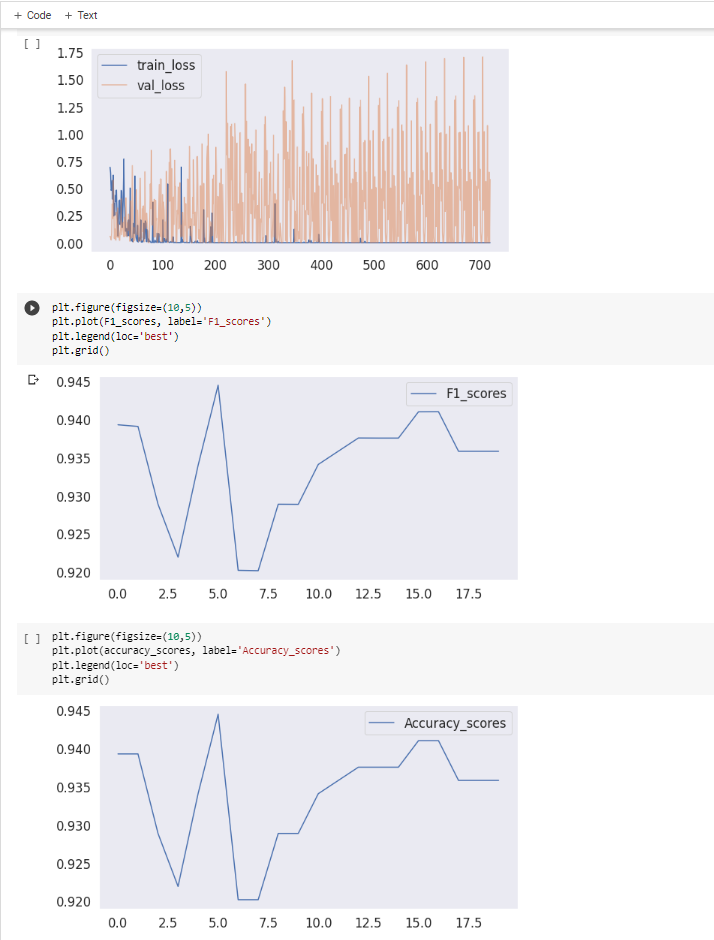 + Code + Text
[ ]
1.75
1.50
1.25
1.00
0.75
0.50
0.25
0.00
train_loss
val_loss
0 100 200 300 400 500 600 700
plt.figure(figsize=(10,5))
plt.plot(F1_scores, label='F1_scores')
plt.legend(loc='best')
plt.grid()
0.945
0.940
0.935
0.930
0.925
0.920
F1_scores
0.0 2.5 5.0 7.5 10.0 12.5 15.0 17.5
[ ] plt.figure(figsize=(10,5))
plt.plot(accuracy_scores, label='Accuracy_scores')
plt.legend(loc='best')
plt.grid()
0.945
0.940
0.935
0.930
0.925
0.920
Accuracy_scores
0.0 2.5 5.0 7.5 10.0 12.5 15.0 17.5